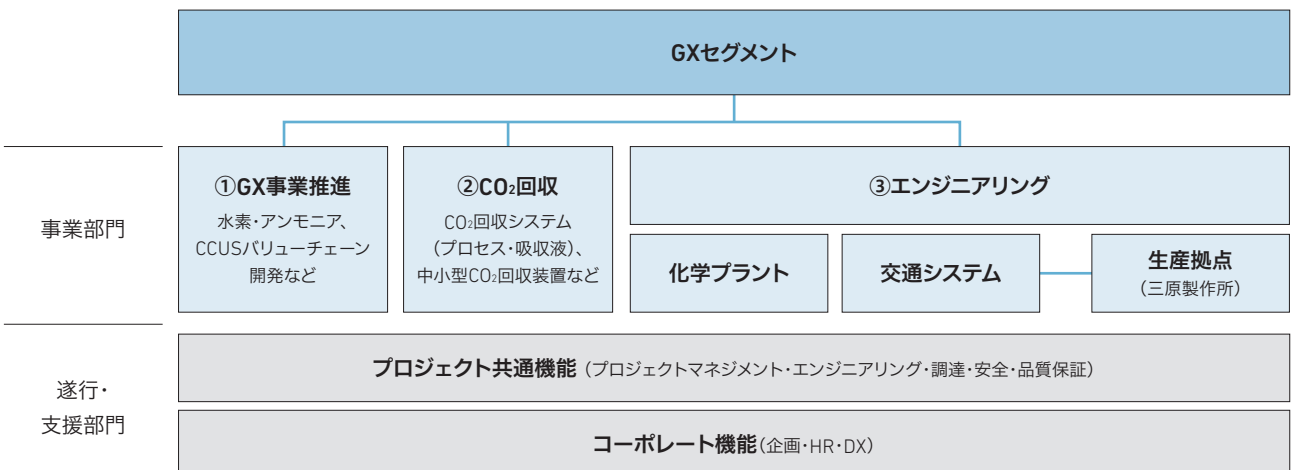 GXセグメント
事業部門
①GX事業推進
水素・アンモニア、
CCUSバリューチェーン
開発など
②CO₂回収
CO₂回収システム
（プロセス・吸収液）、
中小型CO₂回収装置など
③エンジニアリング
化学プラント
交通システム
生産拠点
（三原製作所）
遂行・
支援部門
プロジェクト共通機能（プロジェクトマネジメント・エンジニアリング・調達・安全・品質保証）
コーポレート機能（企画・HR・DX）